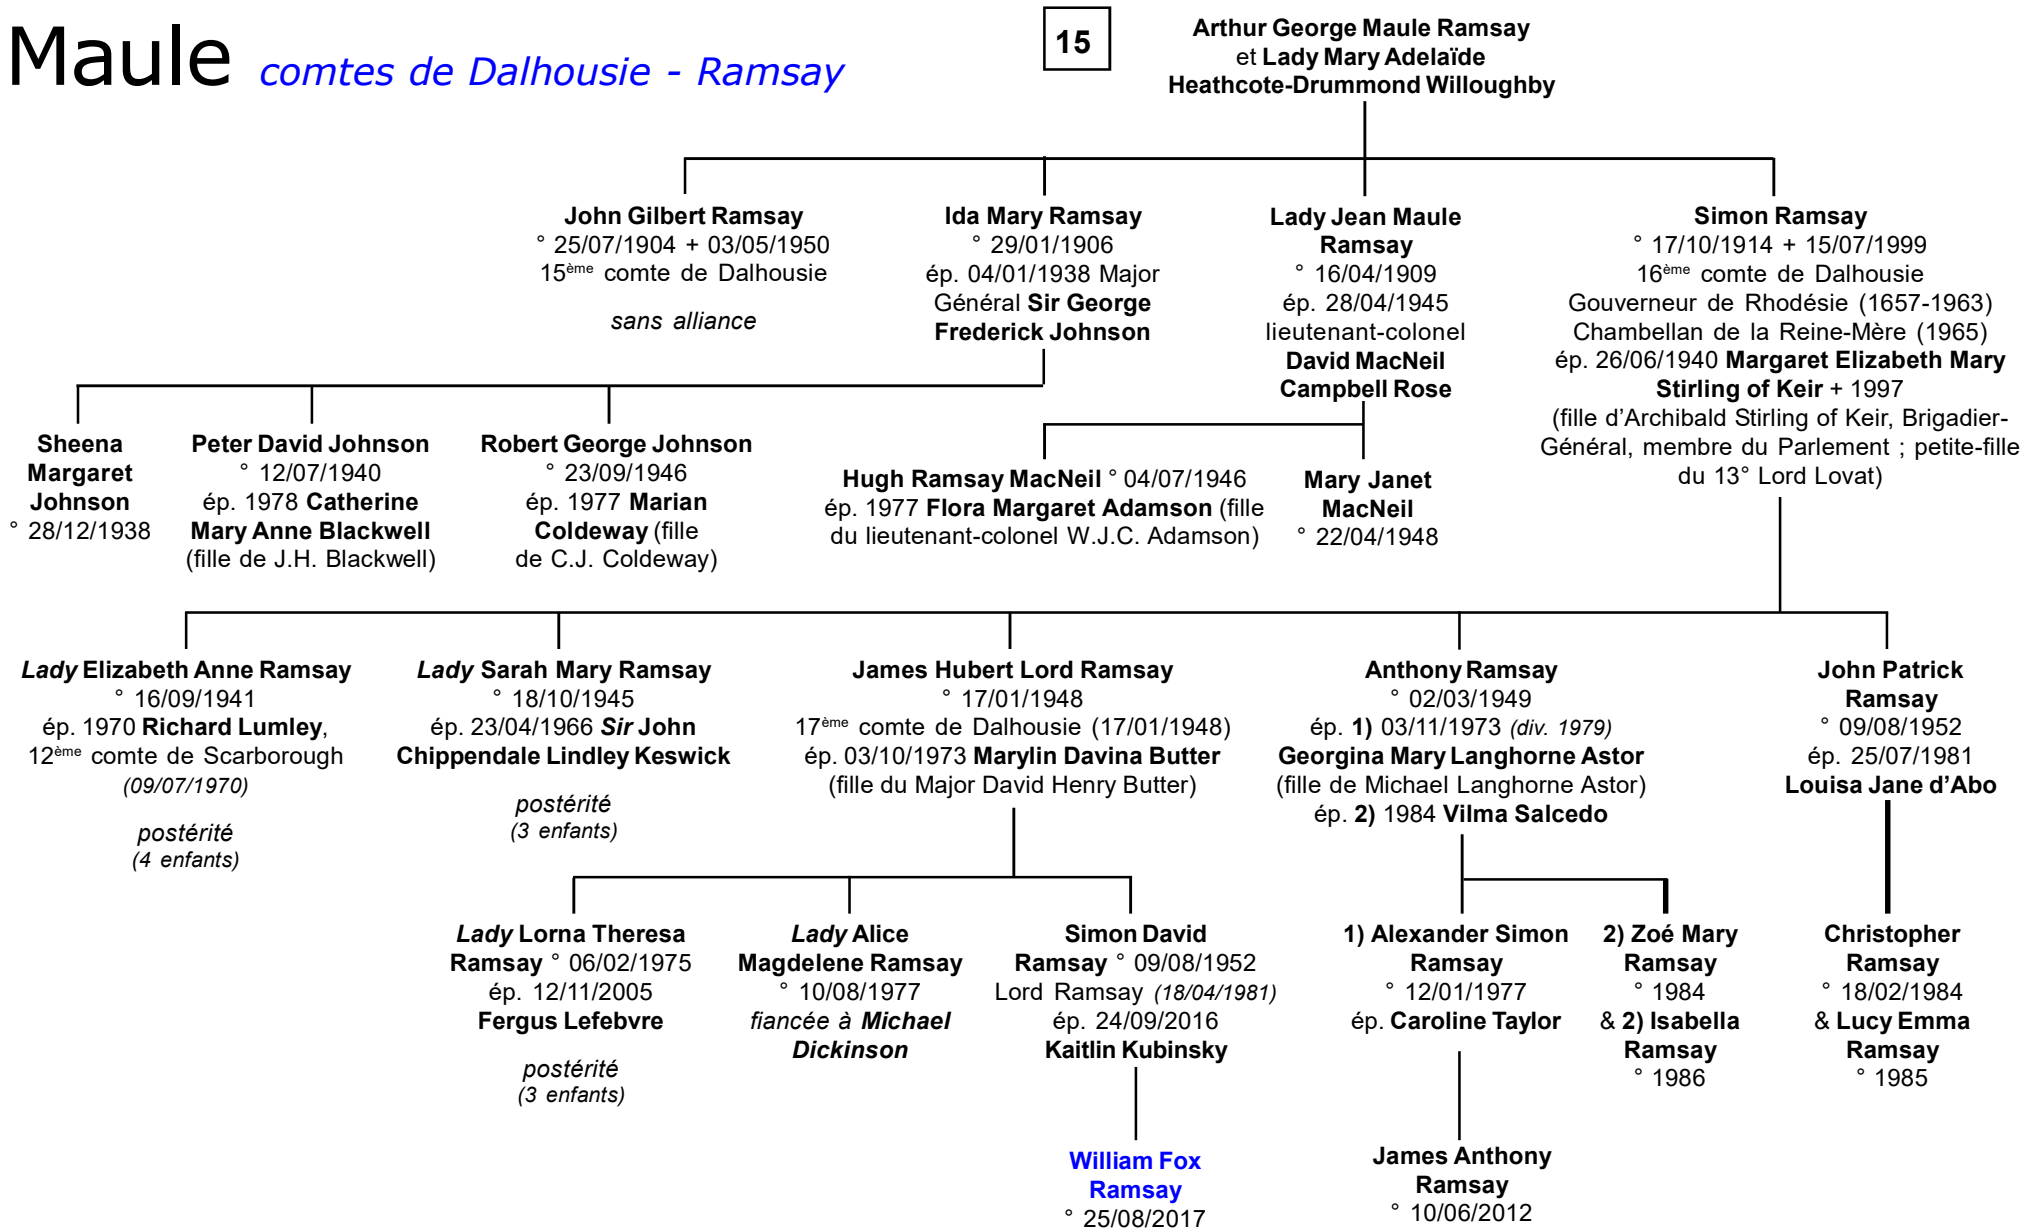 Maule comtes de Dalhousie - Ramsay
15
Arthur George Maule Ramsay
et Lady Mary Adelaïde
Heathcote-Drummond Willoughby
John Gilbert Ramsay
° 25/07/1904 + 03/05/1950
15ème comte de Dalhousie
sans alliance
Ida Mary Ramsay
° 29/01/1906
ép. 04/01/1938 Major
Général Sir George
Frederick Johnson
Lady Jean Maule
Ramsay
° 16/04/1909
ép. 28/04/1945
lieutenant-colonel
David MacNeil
Campbell Rose
Simon Ramsay
° 17/10/1914 + 15/07/1999
16ème comte de Dalhousie
Gouverneur de Rhodésie (1657-1963)
Chambellan de la Reine-Mère (1965)
ép. 26/06/1940 Margaret Elizabeth Mary
Stirling of Keir + 1997
(fille d'Archibald Stirling of Keir, Brigadier-
Général, membre du Parlement ; petite-fille
du 13° Lord Lovat)
Sheena
Margaret
Johnson
° 28/12/1938
Peter David Johnson
° 12/07/1940
ép. 1978 Catherine
Mary Anne Blackwell
(fille de J.H. Blackwell)
Robert George Johnson
° 23/09/1946
ép. 1977 Marian
Coldeway (fille
de C.J. Coldeway)
Hugh Ramsay MacNeil ° 04/07/1946
ép. 1977 Flora Margaret Adamson (fille
du lieutenant-colonel W.J.C. Adamson)
Mary Janet
MacNeil
° 22/04/1948
Lady Elizabeth Anne Ramsay
° 16/09/1941
ép. 1970 Richard Lumley,
12ème comte de Scarborough
(09/07/1970)
postérité
(4 enfants)
Lady Sarah Mary Ramsay
° 18/10/1945
ép. 23/04/1966 Sir John
Chippendale Lindley Keswick
postérité
(3 enfants)
James Hubert Lord Ramsay
° 17/01/1948
17ème comte de Dalhousie (17/01/1948)
ép. 03/10/1973 Marylin Davina Butter
(fille du Major David Henry Butter)
Anthony Ramsay
° 02/03/1949
ép. 1) 03/11/1973 (div. 1979)
Georgina Mary Langhorne Astor
(fille de Michael Langhorne Astor)
ép. 2) 1984 Vilma Salcedo
John Patrick
Ramsay
° 09/08/1952
ép. 25/07/1981
Louisa Jane d'Abo
Lady Lorna Theresa
Ramsay ° 06/02/1975
ép. 12/11/2005
Fergus Lefebvre
postérité
(3 enfants)
Lady Alice
Magdelene Ramsay
° 10/08/1977
fiancée à Michael
Dickinson
Simon David
Ramsay ° 09/08/1952
Lord Ramsay (18/04/1981)
ép. 24/09/2016
Kaitlin Kubinsky
1) Alexander Simon
Ramsay
° 12/01/1977
ép. Caroline Taylor
2) Zoé Mary
Ramsay
° 1984
& 2) Isabella
Ramsay
° 1986
Christopher
Ramsay
° 18/02/1984
& Lucy Emma
Ramsay
° 1985
William Fox
Ramsay
° 25/08/2017
James Anthony
Ramsay
° 10/06/2012